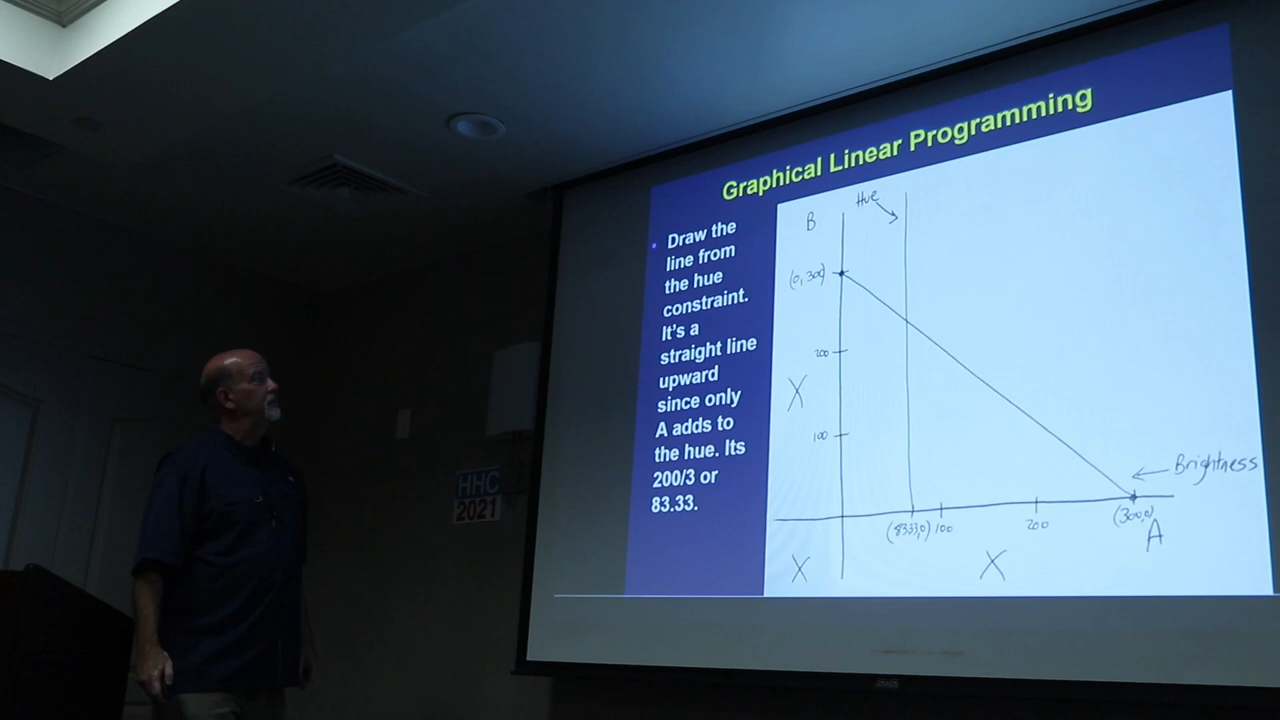 Graphical Linear Programming
• Draw the
line from
the hue
constraint.
It's a
straight line
upward
since only
A adds to
the hue. Its
200/3 or
83.33.
Hue
B
(0, 300)
200
X
100
Brightness
(83.33,0)
100
200
(300,0)
A
X
X
HHC
2021